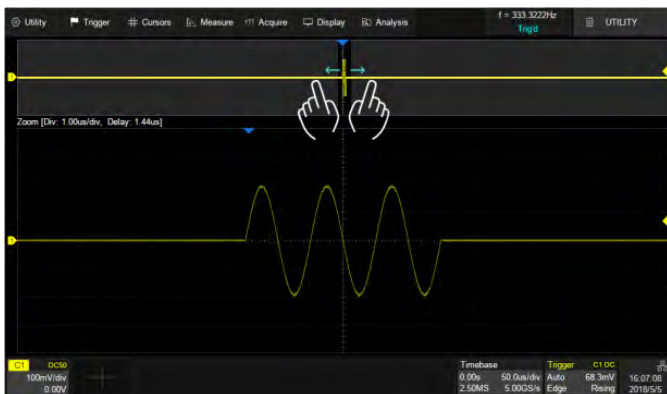 Utility Trigger Cursors Measure Acquire Display Analysis f = 333.3222Hz UTILITY
Trig'd
Zoom [Div: 1.00us/div, Delay: 1.44us]
C1 DC50 Timebase Trigger C1 DC
100mV/div 0.00s 50.0us/div Auto 68.3mV 16:07:08
0.00V 2.50MS 5.00GS/s Edge Rising 2018/5/5